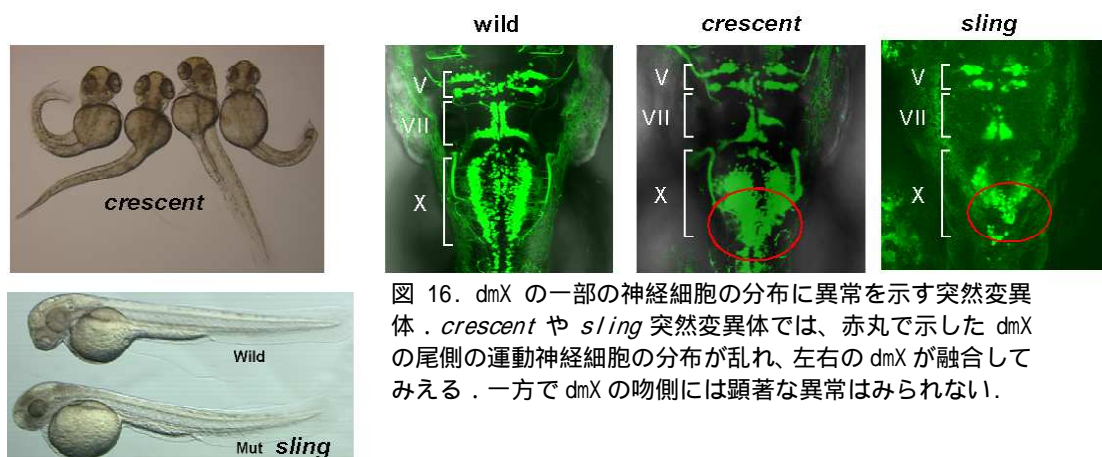 wild
crescent
sling
V
VII
X
V
VII
X
V
VII
X
crescent
Wild
Mut sling
図 16. dmX の一部の神経細胞の分布に異常を示す突然変異
体．crescent や sling 突然変異体では、赤丸で示した dmX
の尾側の運動神経細胞の分布が乱れ、左右の dmX が融合して
みえる．一方で dmX の吻側には顕著な異常はみられない．